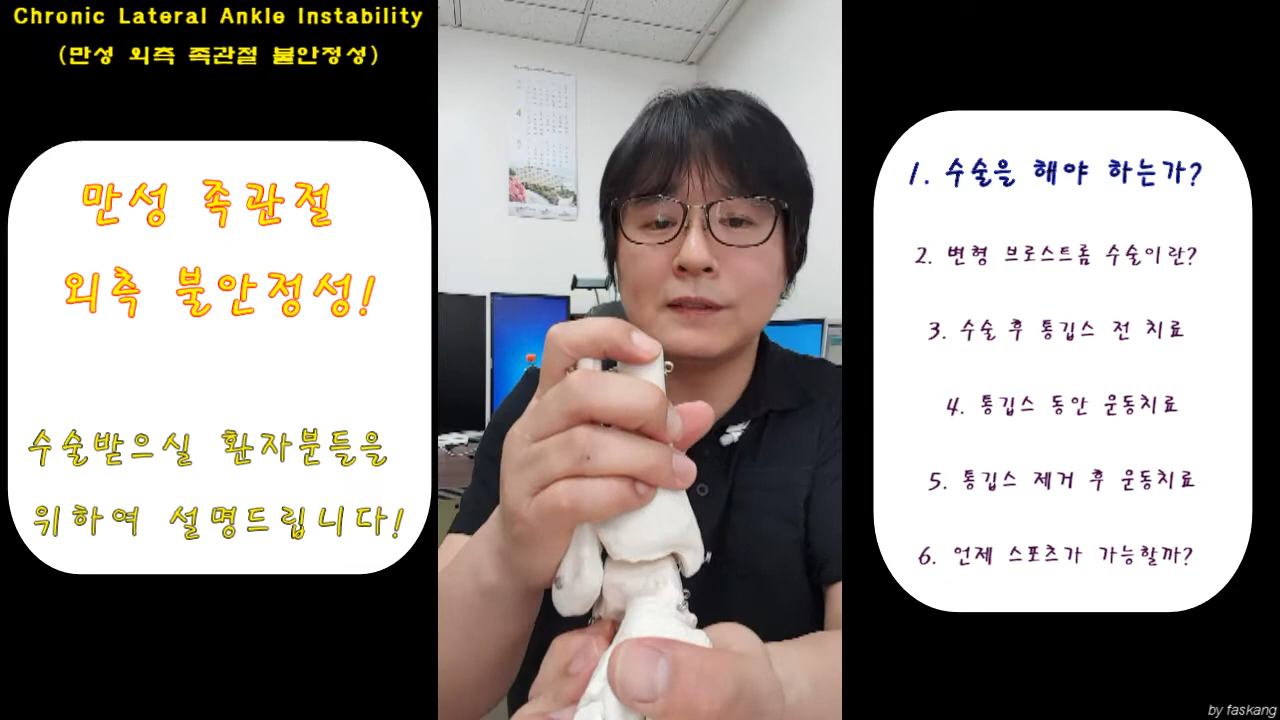 Chronic Lateral Ankle Instability
(만성 외측 족관절 불안정성)
만성 족관절
외측 불안정성!
수술받으실 환자분들을
위하여 설명드립니다!
1. 수술을 해야 하는가?
2. 변형 브로스트롬 수술이란?
3. 수술 후 통깁스 전 치료
4. 통깁스 동안 운동치료
5. 통깁스 제거 후 운동치료
6. 언제 스포츠가 가능할까?
by faskang